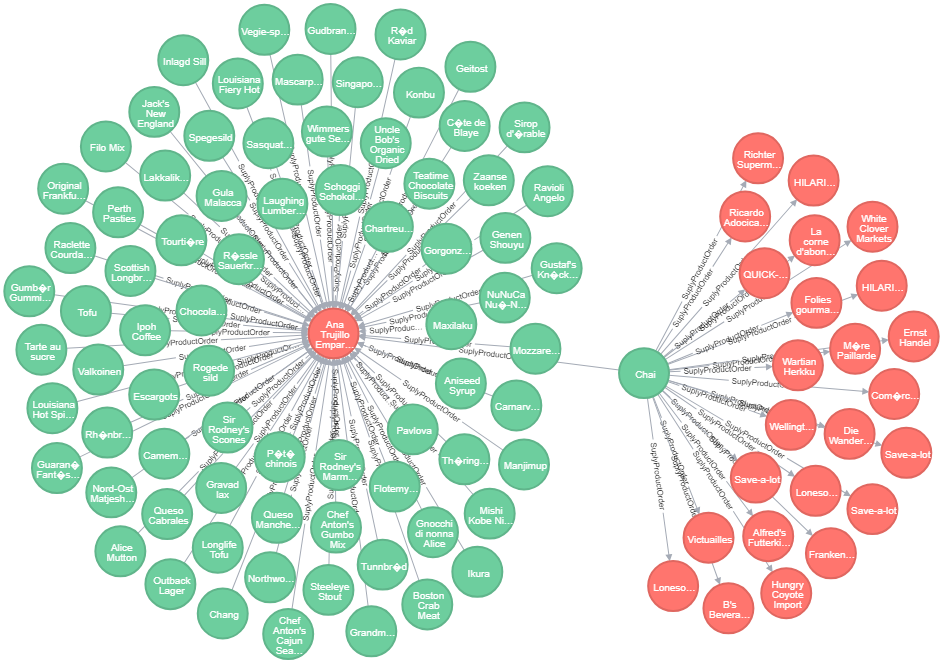 Vegie-sp...
Gudbran...
R�d
Kaviar
Inlagd Sill
Louisiana
Fiery Hot
Mascarp...
Singapo...
Geitost
Konbu
Jack's
New
England
Spegesild
Sasquat...
Wimmers
gute Se...
Uncle
Bob's
Organic
Dried
C�te de
Blaye
Sirop
d'�rable
Filo Mix
Lakkalik...
Gula
Malacca
Laughing
Lumber...
Schoggi
Schokol...
Teatime
Chocolate
Biscuits
Zaanse
koeken
Ravioli
Angelo
Original
Frankfu...
Perth
Pasties
Tourti�re
R�ssle
Sauerkr...
Chartreu...
Gorgonz...
Genen
Shouyu
Raclette
Courda...
Scottish
Longbr...
Gustaf's
Kn�ck...
Gumb�r
Gummi...
Tofu
Ipoh
Coffee
Chocola...
NuNuCa
Nu�-N...
Maxilaku
Mozzare...
Ana
Trujillo
Empar...
Tarte au
sucre
Valkoinen
Escargots
Rogede
sild
Aniseed
Syrup
Carnarv...
Louisiana
Hot Spi...
Rh�nbr...
Sir
Rodney's
Scones
Pavlova
Guaran�
Fant�s...
Camem...
P�t�
chinois
Sir
Rodney's
Marm...
Flotemy...
Th�ring...
Manjimup
Nord-Ost
Matjesh...
Queso
Cabrales
Gravad
lax
Queso
Manche...
Chef
Anton's
Gumbo
Mix
Gnocchi
di nonna
Alice
Mishi
Kobe Ni...
Alice
Mutton
Longlife
Tofu
Outback
Lager
Northwo...
Steeleye
Stout
Tunnbr�d
Ikura
Boston
Crab
Meat
Chang
Chef
Anton's
Cajun
Sea...
Grandm...
Chai
Richter
Superm...
HILARI...
Ricardo
Adocica...
La
corne
d'abon...
White
Clover
Markets
QUICK-...
Folies
gourma...
HILARI...
Ernst
Handel
M�re
Paillarde
Wartian
Herkku
Com�rc...
Wellingt...
Die
Wander...
Save-a-lot
Save-a-lot
Loneso...
Save-a-lot
Victuailles
Alfred's
Futterki...
Franken...
Loneso...
B's
Bevera...
Hungry
Coyote
Import
SuplyProductOrder
SuplyProductOrder
SuplyProductOrder
SuplyProductOrder
SuplyProductOrder
SuplyProductOrder
SuplyProductOrder
SuplyProductOrder
SuplyProduc...